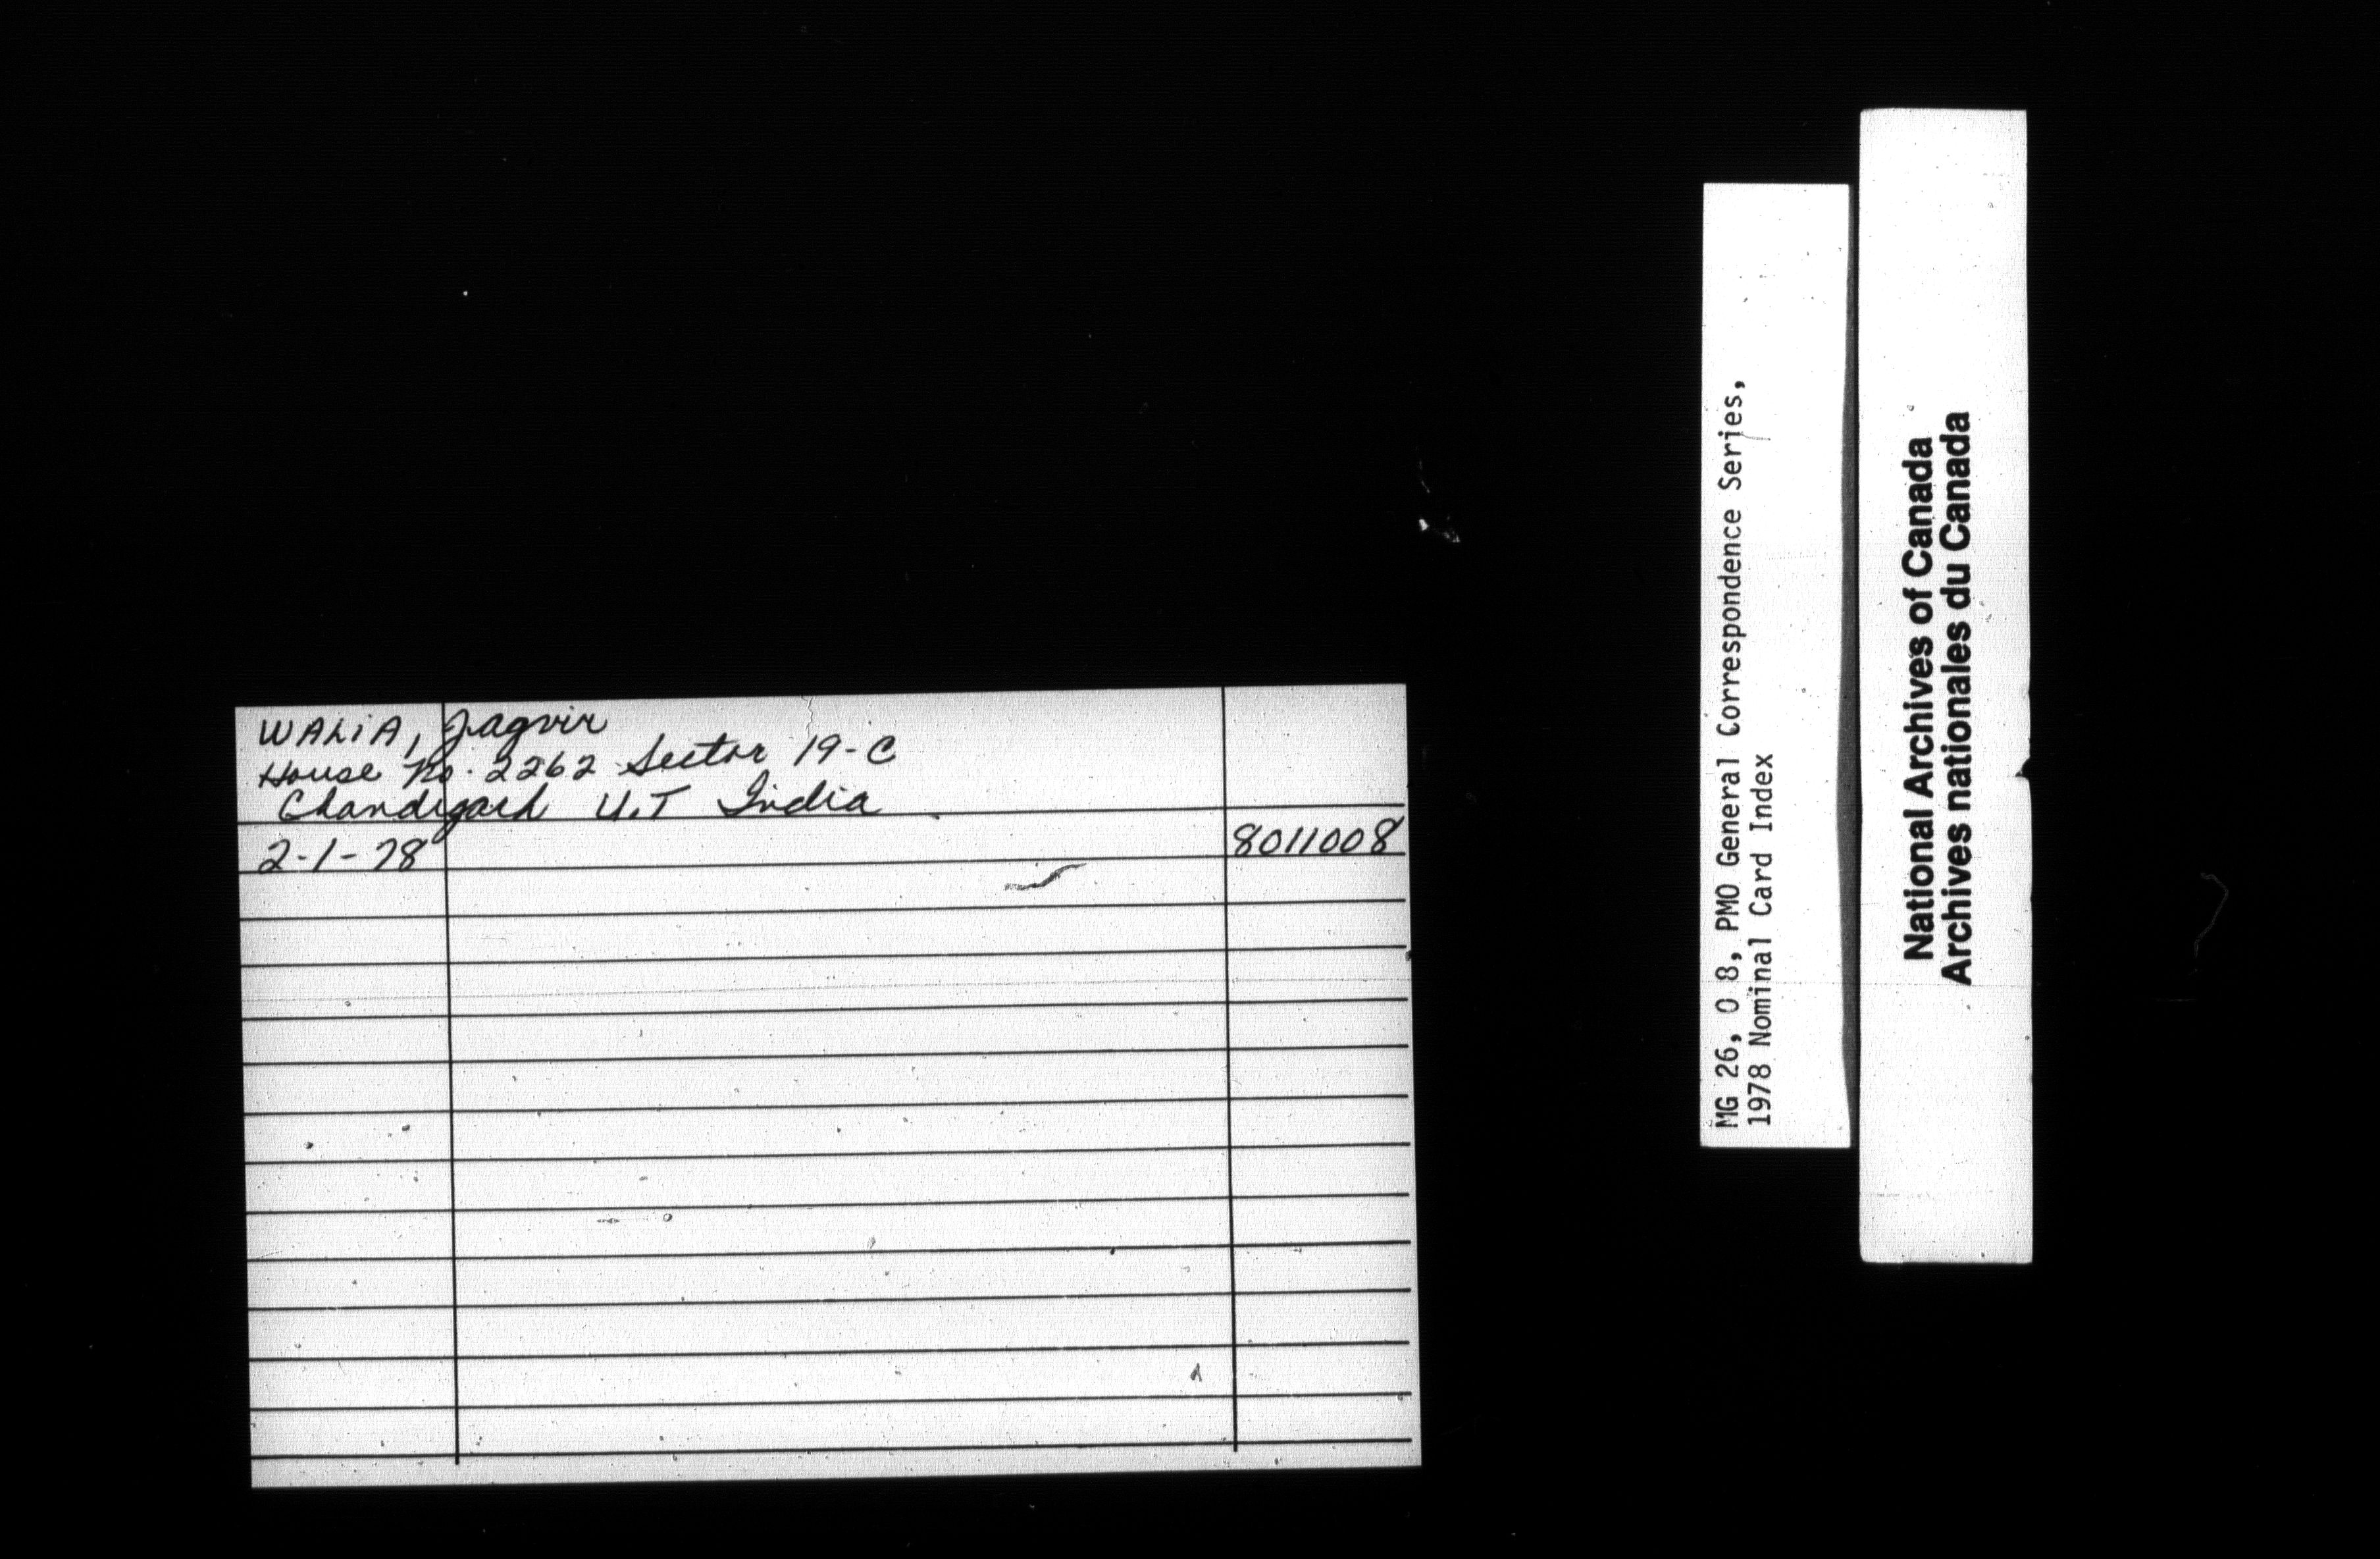 WALIA, Jagvir
House No. 2262 Sector 19-C
Chandigarh U.T India
2-1-78 8011008
MG 26, O 8, PMO General Correspondence Series,
1978 Nominal Card Index
National Archives of Canada
Archives nationales du Canada